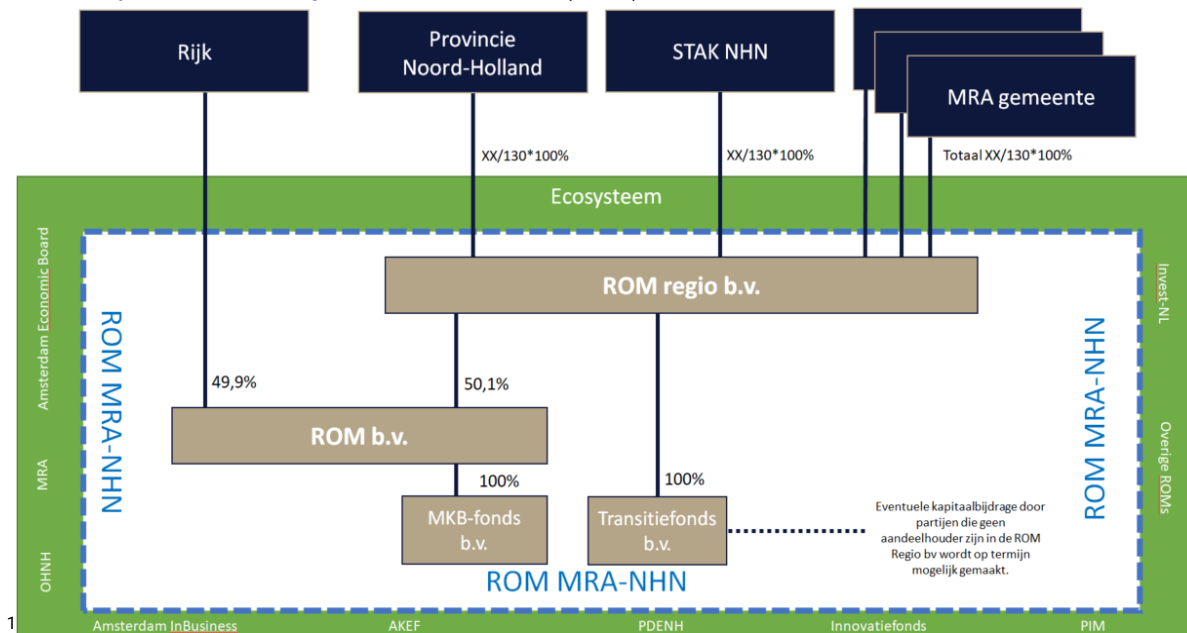 Rijk
Provincie
Noord-Holland
STAK NHN
MRA gemeente
XX/130*100%
XX/130*100%
Totaal XX/130*100%
Ecosysteem
Amsterdam Economic Board
MRA
OHNH
ROM MRA-NHN
ROM regio b.v.
49,9%
50,1%
ROM b.v.
100%
100%
MKB-fonds
b.v.
Transitiefonds
b.v.
Eventuele kapitaalbijdrage door
partijen die geen
aandeelhouder zijn in de ROM
Regio bv wordt op termijn
mogelijk gemaakt.
ROM MRA-NHN
ROM MRA-NHN
Invest-NL
Overige ROMs
1
Amsterdam InBusiness
AKEF
PDENH
Innovatiefonds
PIM